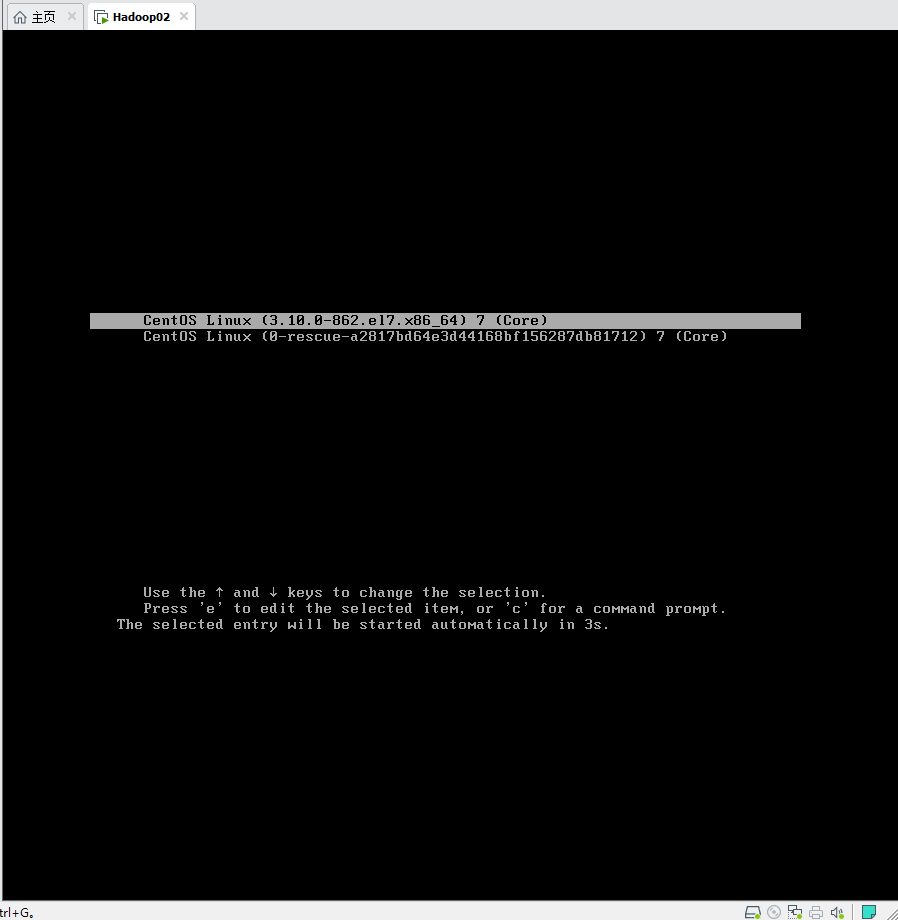 主页
Hadoop02
CentOS Linux (3.10.0-862.el7.x86_64) 7 (Core)
CentOS Linux (0-rescue-a2817bd64e3d44168bf156287db81712) 7 (Core)
Use the ↑ and ↓ keys to change the selection.
Press 'e' to edit the selected item, or 'c' for a command prompt.
The selected entry will be started automatically in 3s.
trl+G。